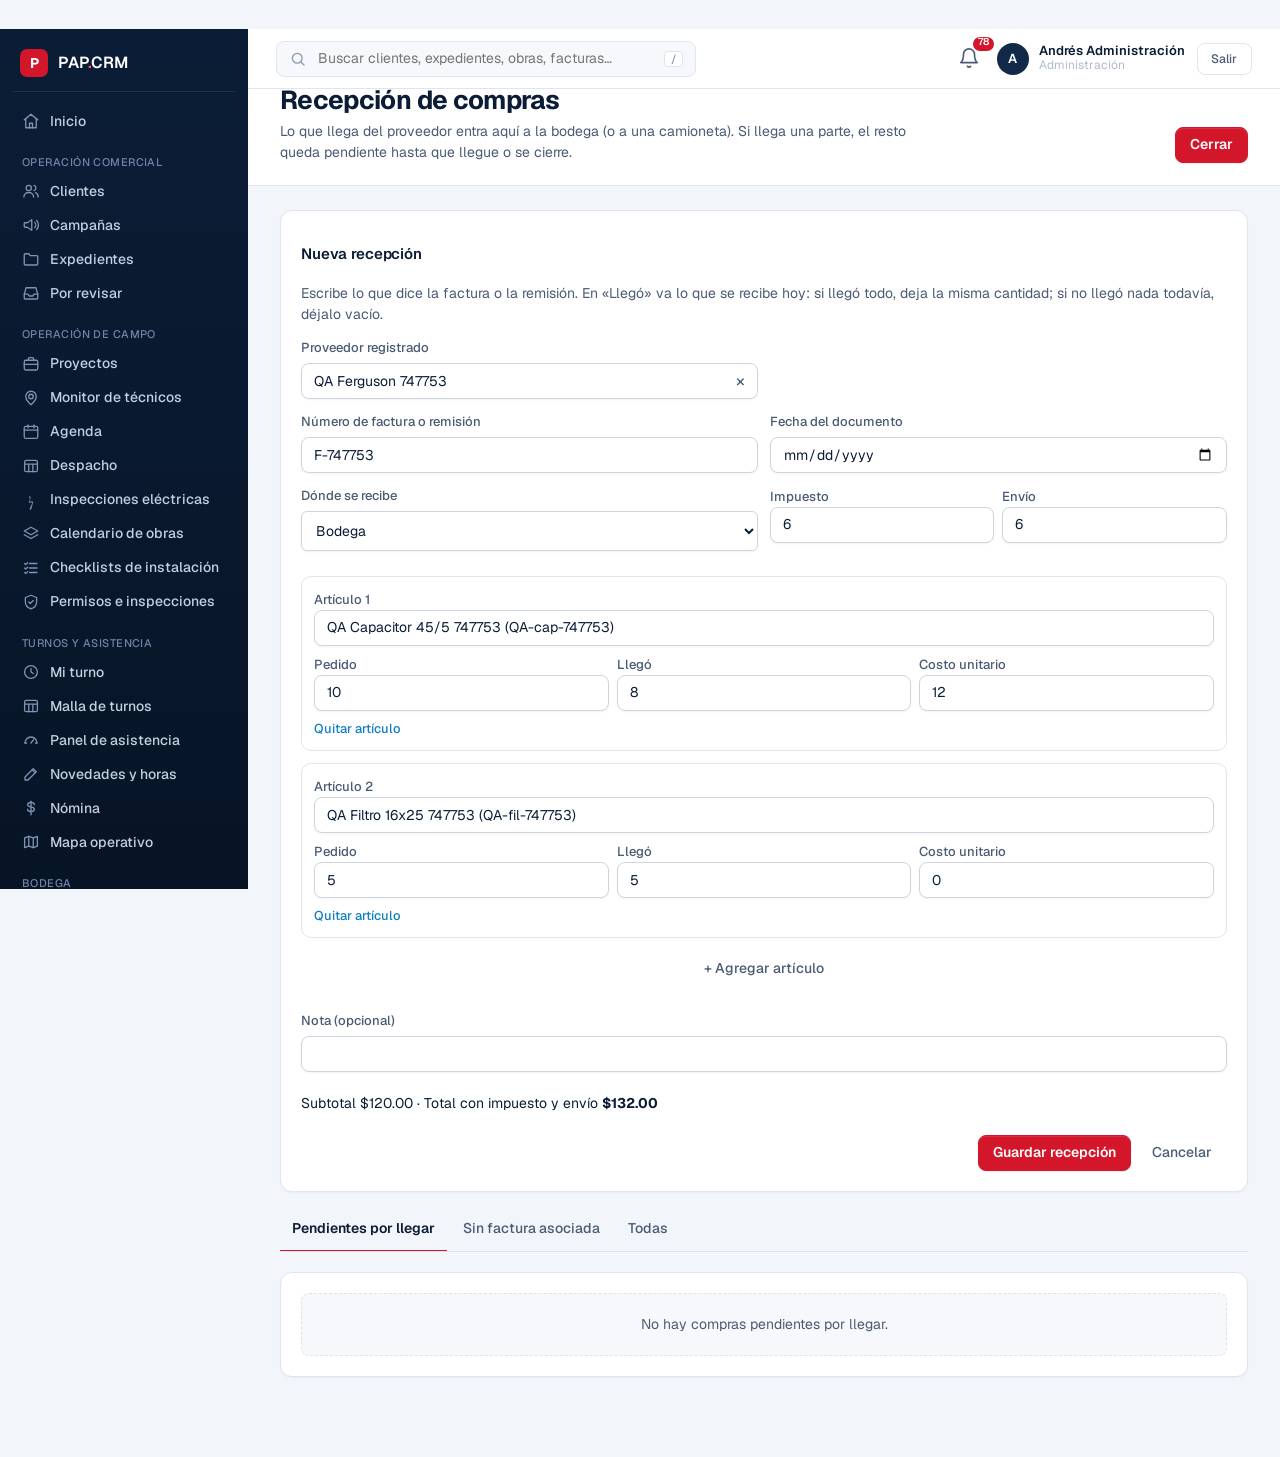 P PAP.CRM
Buscar clientes, expedientes, obras, facturas... /
78
A
Andrés Administración
Administración
Salir
Inicio
OPERACIÓN COMERCIAL
Clientes
Campañas
Expedientes
Por revisar
OPERACIÓN DE CAMPO
Proyectos
Monitor de técnicos
Agenda
Despacho
Inspecciones eléctricas
Calendario de obras
Checklists de instalación
Permisos e inspecciones
TURNOS Y ASISTENCIA
Mi turno
Malla de turnos
Panel de asistencia
Novedades y horas
Nómina
Mapa operativo
BODEGA
Recepción de compras
Lo que llega del proveedor entra aquí a la bodega (o a una camioneta). Si llega una parte, el resto
queda pendiente hasta que llegue o se cierre.
Cerrar
Nueva recepción
Escribe lo que dice la factura o la remisión. En «Llegó» va lo que se recibe hoy: si llegó todo, deja la misma cantidad; si no llegó nada todavía,
déjalo vacío.
Proveedor registrado
QA Ferguson 747753 ×
Número de factura o remisión Fecha del documento
F-747753 mm/dd/yyyy
Dónde se recibe Impuesto Envío
Bodega 6 6
Artículo 1
QA Capacitor 45/5 747753 (QA-cap-747753)
Pedido Llegó Costo unitario
10 8 12
Quitar artículo
Artículo 2
QA Filtro 16x25 747753 (QA-fil-747753)
Pedido Llegó Costo unitario
5 5 0
Quitar artículo
+ Agregar artículo
Nota (opcional)
Subtotal $120.00 · Total con impuesto y envío $132.00
Guardar recepción Cancelar
Pendientes por llegar Sin factura asociada Todas
No hay compras pendientes por llegar.